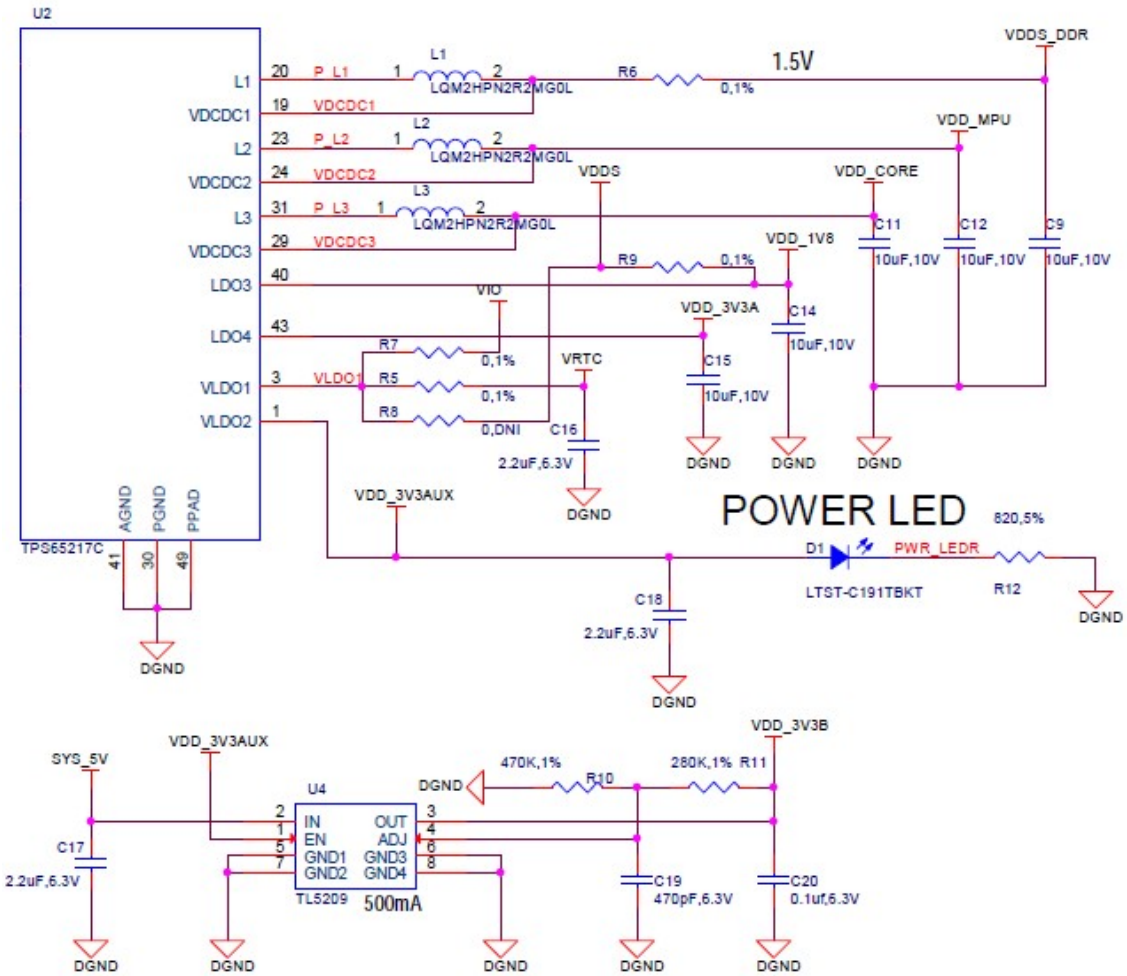 U2
VDDS_DDR
L1
R6
1.5V
L1 20 P_L1 1 2
LQM2HPN2R2MG0L
0,1%
VDCDC1 19 VDCDC1
L2
VDD_MPU
L2 23 P_L2 1 2
LQM2HPN2R2MG0L
VDCDC2 24 VDCDC2
VDDS
VDD_CORE
L3
L3 31 P_L3 1 2
LQM2HPN2R2MG0L
C11
C12
C9
VDCDC3 29 VDCDC3
VDD_1V8
10uF,10V
10uF,10V
10uF,10V
R9
0,1%
LDO3 40
VIO
VDD_3V3A
C14
10uF,10V
LDO4 43
R7
0,1%
VRTC
C15
10uF,10V
VLDO1 3 VLDO1
R5
0,1%
VLDO2 1
R8
0,DNI
C16
2.2uF,6.3V
DGND
DGND
DGND
DGND
VDD_3V3AUX
POWER LED
820,5%
AGND
PGND
PPAD
TPS65217C
41
30
49
D1
PWR_LEDR
LTST-C191TBKT
R12
C18
2.2uF,6.3V
DGND
DGND
DGND
VDD_3V3B
VDD_3V3AUX
SYS_5V
470K,1%
R10
280K,1% R11
DGND
U4
2 IN OUT 3
1 EN ADJ 4
5 GND1 GND3 6
7 GND2 GND4 8
TL5209
500mA
C17
2.2uF,6.3V
C19
470pF,6.3V
C20
0.1uf,6.3V
DGND
DGND
DGND
DGND
DGND